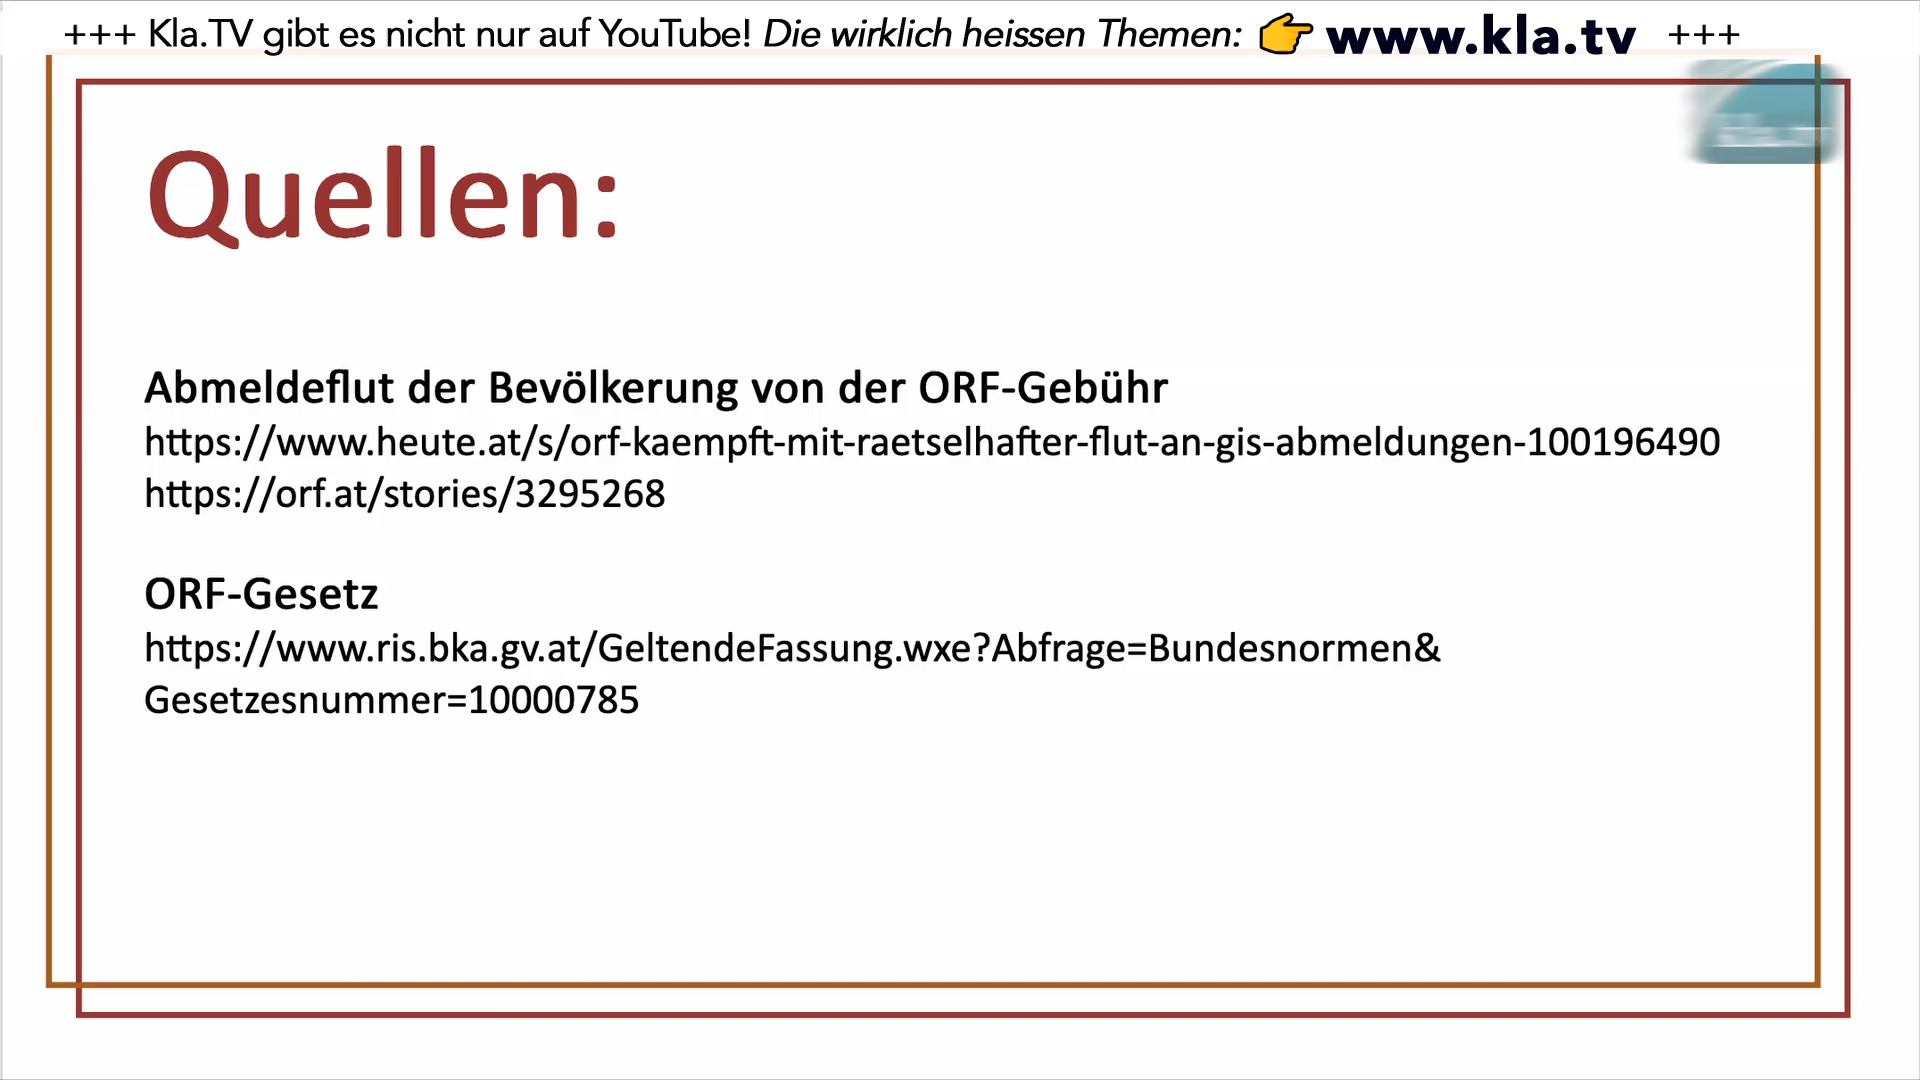 +++ Kla.TV gibt es nicht nur auf YouTube! Die wirklich heissen Themen: 👉 www.kla.tv +++
Quellen:
Abmeldeflut der Bevölkerung von der ORF-Gebühr
https://www.heute.at/s/orf-kaempft-mit-raetselhafter-flut-an-gis-abmeldungen-100196490
https://orf.at/stories/3295268
ORF-Gesetz
https://www.ris.bka.gv.at/GeltendeFassung.wxe?Abfrage=Bundesnormen&
Gesetzesnummer=10000785